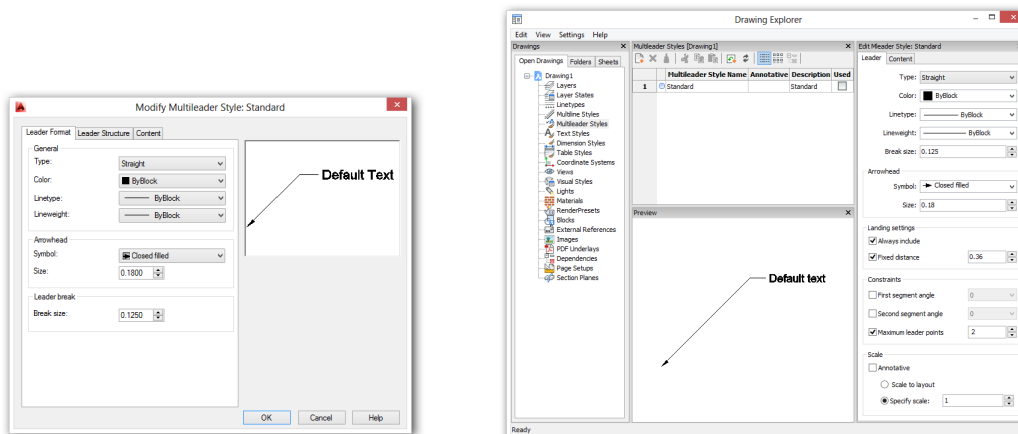 Modify Multileader Style: Standard
Leader Format Leader Structure Content
General
Type: Straight
Color: ByBlock
Linetype: ByBlock
Lineweight: ByBlock
Arrowhead
Symbol: Closed filled
Size: 0.1800
Leader break
Break size: 0.1250
Default Text
OK Cancel Help
Drawing Explorer
Edit View Settings Help
Drawings
Open Drawings Folders Sheets
Drawing1
Layers
Layer States
Linetypes
Multiline Styles
Multileader Styles
Text Styles
Dimension Styles
Table Styles
Coordinate Systems
Views
Visual Styles
Lights
Materials
RenderPresets
Blocks
External References
Images
PDF Underlays
Dependencies
Page Setups
Section Planes
Multileader Styles [Drawing1]
Multileader Style Name Annotative Description Used
1 Standard Standard
Preview
Default text
Edit Mleader Style: Standard
Leader Content
Type: Straight
Color: ByBlock
Linetype: ByBlock
Lineweight: ByBlock
Break size: 0.125
Arrowhead
Symbol: Closed filled
Size: 0.18
Landing settings
Always include
Fixed distance 0.36
Constraints
First segment angle 0
Second segment angle 0
Maximum leader points 2
Scale
Annotative
Scale to layout
Specify scale: 1
Ready